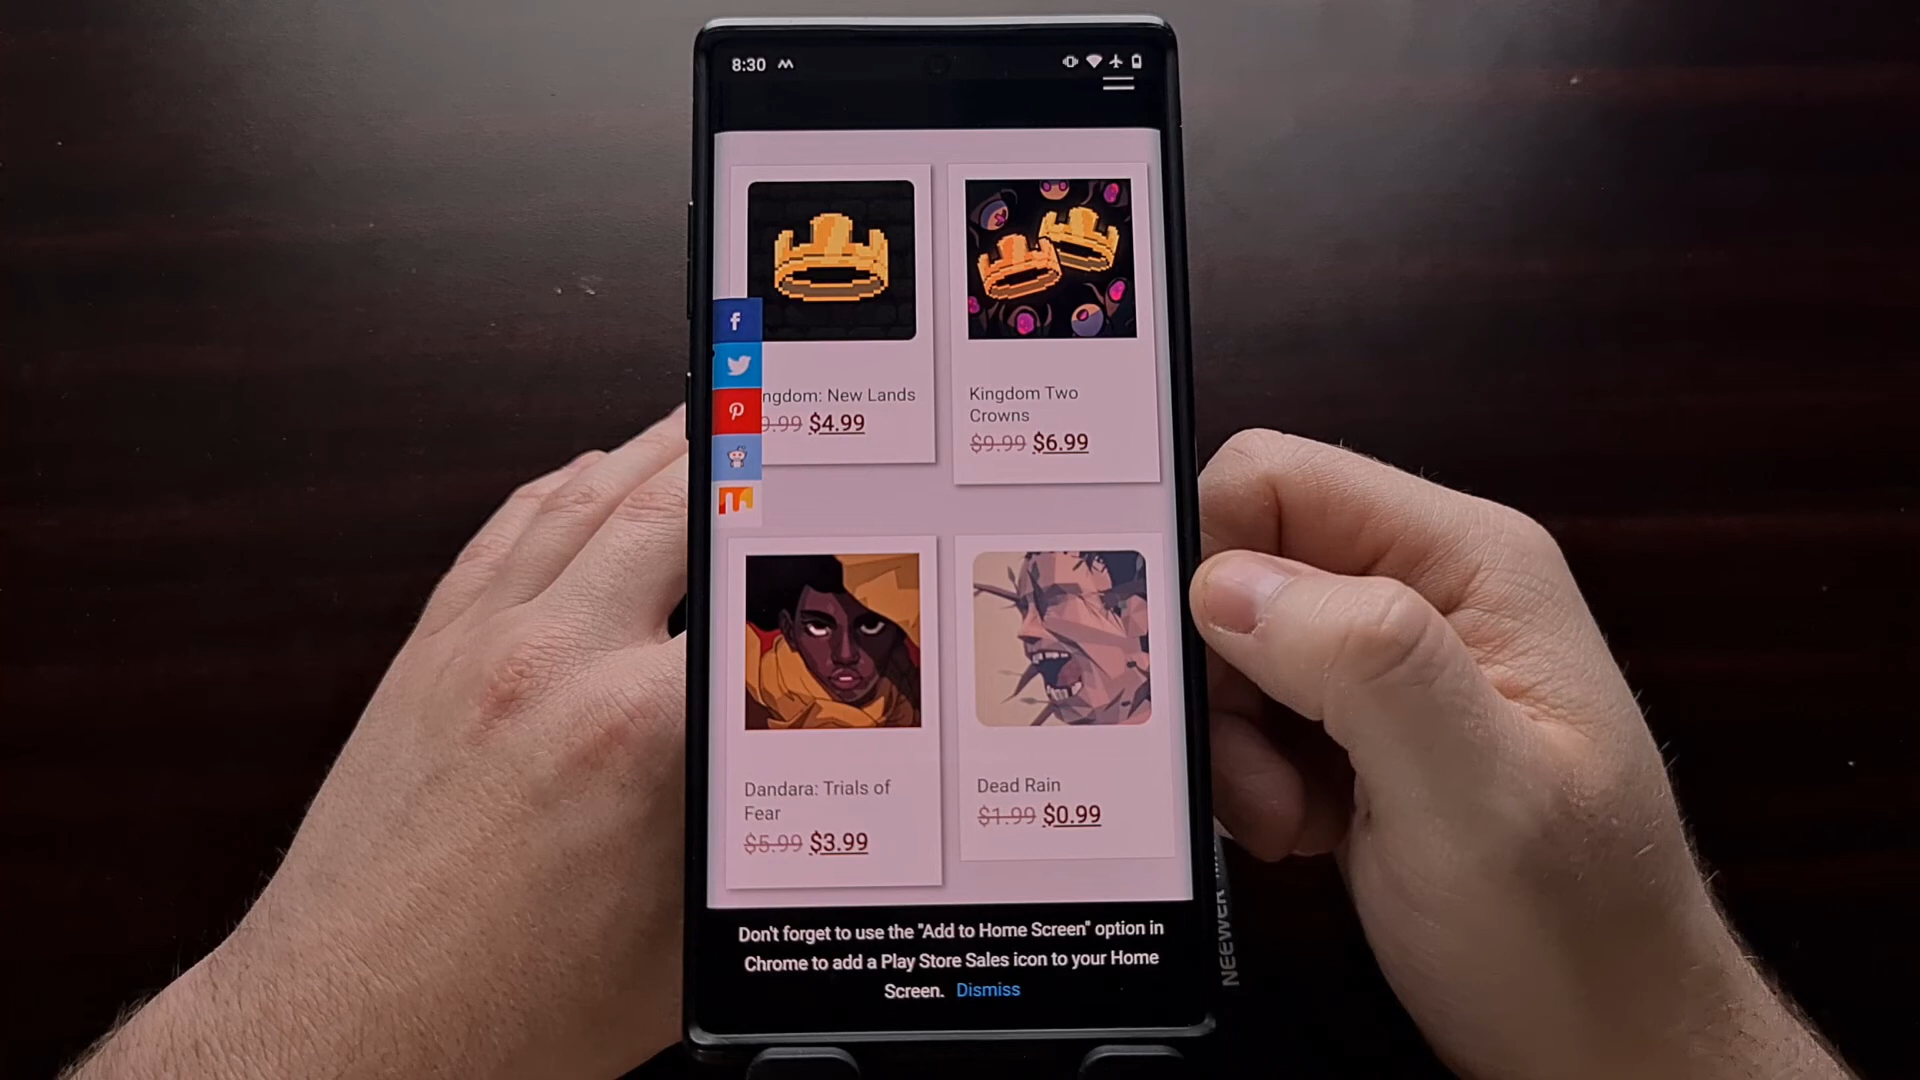 8:30
ngdom: New Lands
9.99 $4.99
Kingdom Two
Crowns
$9.99 $6.99
Dandara: Trials of
Fear
$5.99 $3.99
Dead Rain
$1.99 $0.99
Don't forget to use the "Add to Home Screen" option in
Chrome to add a Play Store Sales icon to your Home
Screen. Dismiss
NEEWER